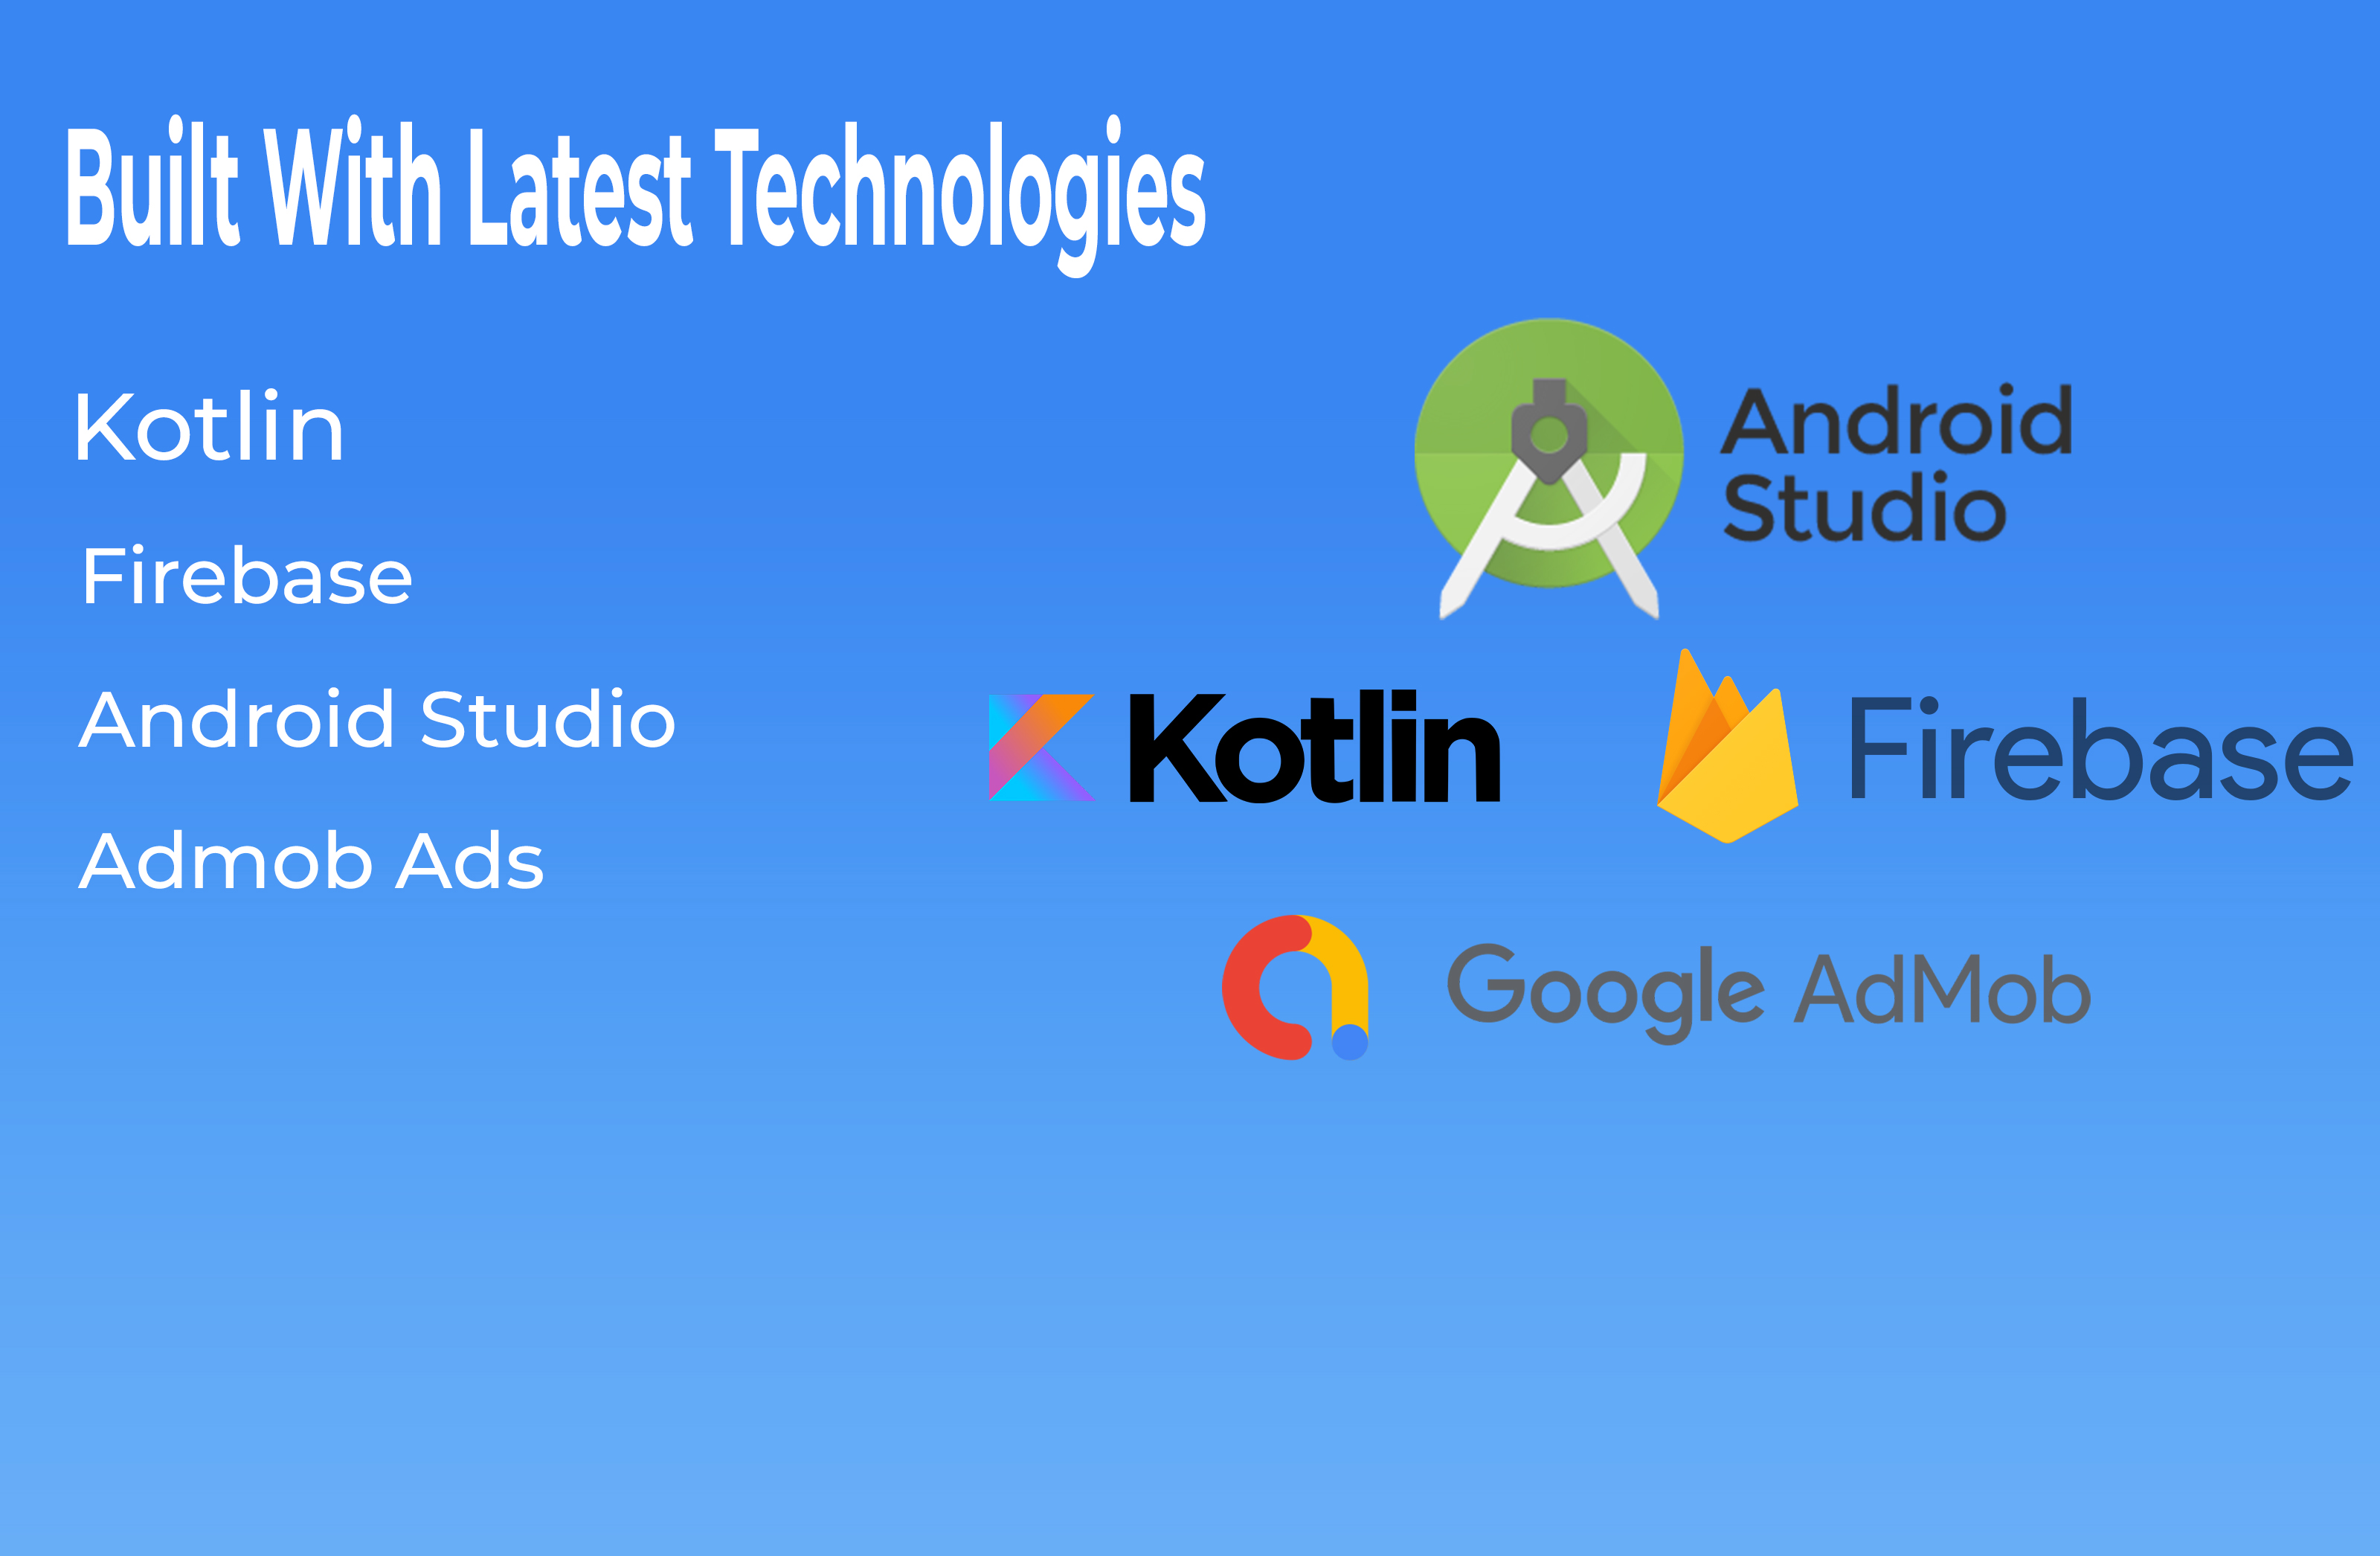 Built With Latest Technologies
Kotlin
Firebase
Android Studio
Admob Ads
Android
Studio
Kotlin
Firebase
Google AdMob